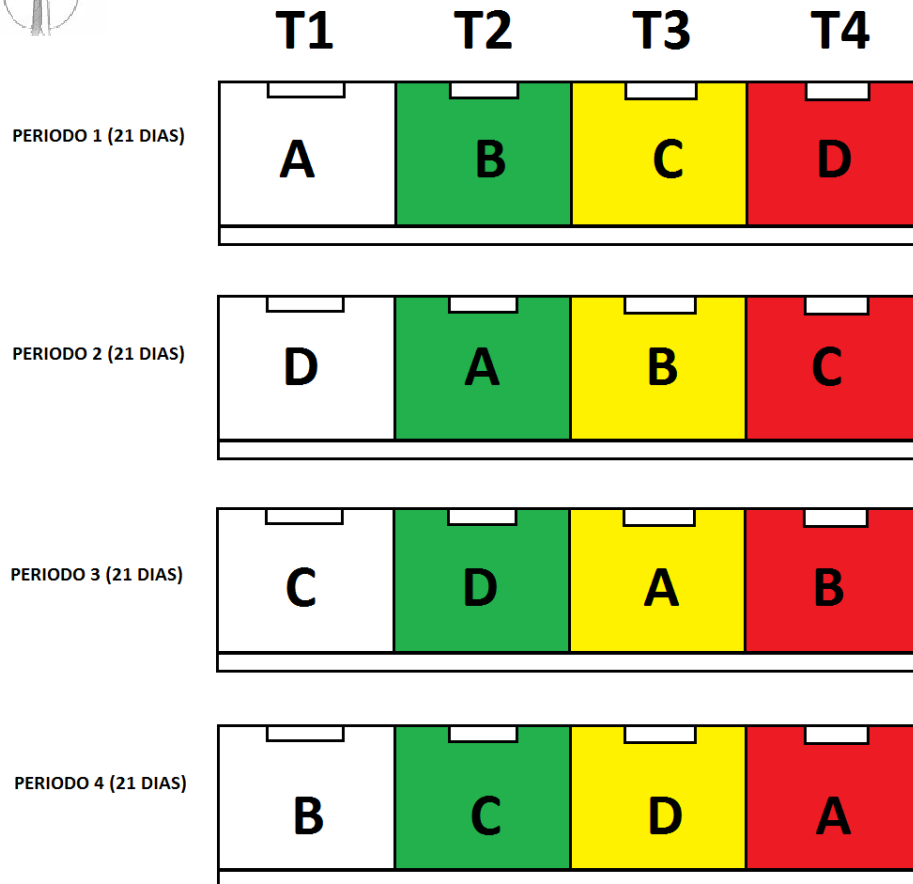 T1 T2 T3 T4
PERIODO 1 (21 DIAS)
A B C D
PERIODO 2 (21 DIAS)
D A B C
PERIODO 3 (21 DIAS)
C D A B
PERIODO 4 (21 DIAS)
B C D A